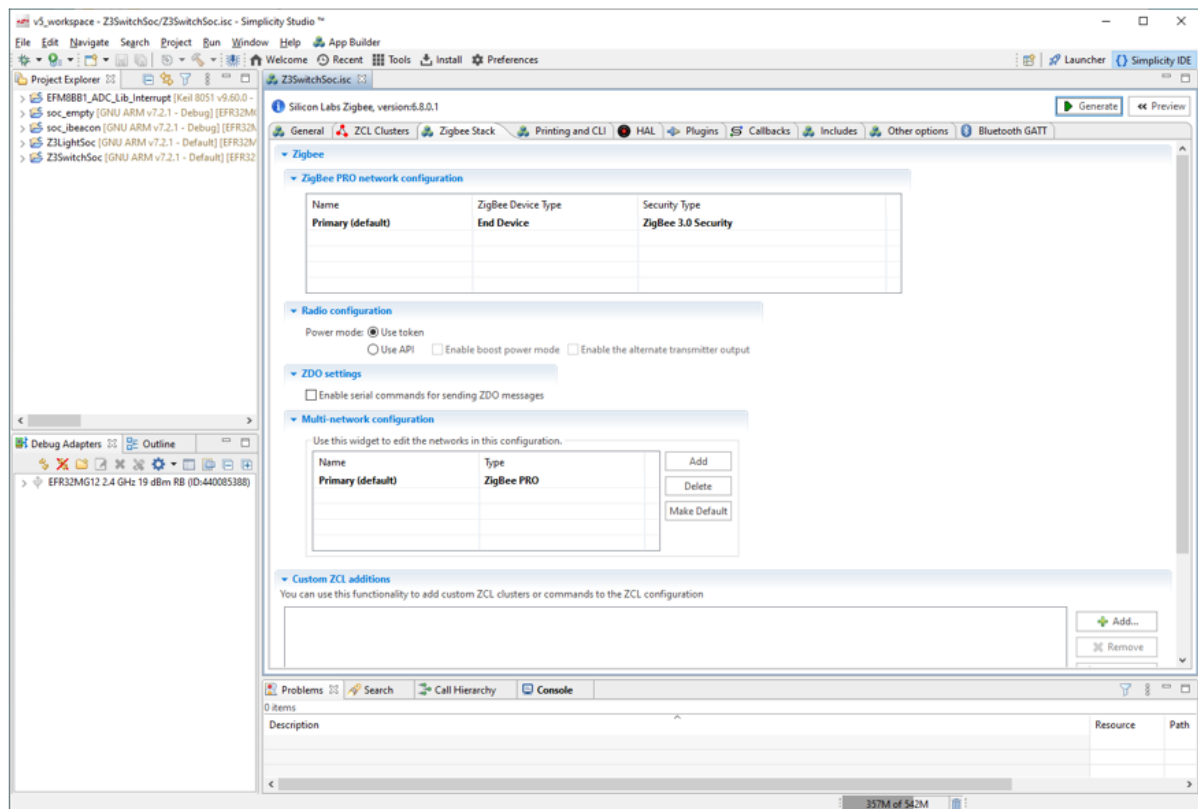 v5_workspace - Z3SwitchSoc/Z3SwitchSoc.isc - Simplicity Studio ™
File Edit Navigate Search Project Run Window Help App Builder
Welcome Recent Tools Install Preferences
Launcher {} Simplicity IDE
Project Explorer
EFM8BB1_ADC_Lib_Interrupt [Keil 8051 v9.60.0 -
soc_empty [GNU ARM v7.2.1 - Debug] [EFR32M
soc_ibeacon [GNU ARM v7.2.1 - Debug] [EFR32
Z3LightSoc [GNU ARM v7.2.1 - Default] [EFR32
Z3SwitchSoc [GNU ARM v7.2.1 - Default] [EFR32
Z3SwitchSoc.isc
Silicon Labs Zigbee, version:6.8.0.1
Generate
Preview
General ZCL Clusters Zigbee Stack Printing and CLI HAL Plugins Callbacks Includes Other options Bluetooth GATT
Zigbee
ZigBee PRO network configuration
Name ZigBee Device Type Security Type
Primary (default) End Device ZigBee 3.0 Security
Radio configuration
Power mode: Use token
Use API Enable boost power mode Enable the alternate transmitter output
ZDO settings
Enable serial commands for sending ZDO messages
Multi-network configuration
Use this widget to edit the networks in this configuration.
Name Type
Primary (default) ZigBee PRO
Add
Delete
Make Default
Custom ZCL additions
You can use this functionality to add custom ZCL clusters or commands to the ZCL configuration
Add...
Remove
Debug Adapters Outline
EFR32MG12 2.4 GHz 19 dBm RB (ID:440085388)
Problems Search Call Hierarchy Console
0 items
Description Resource Path
357M of 542M